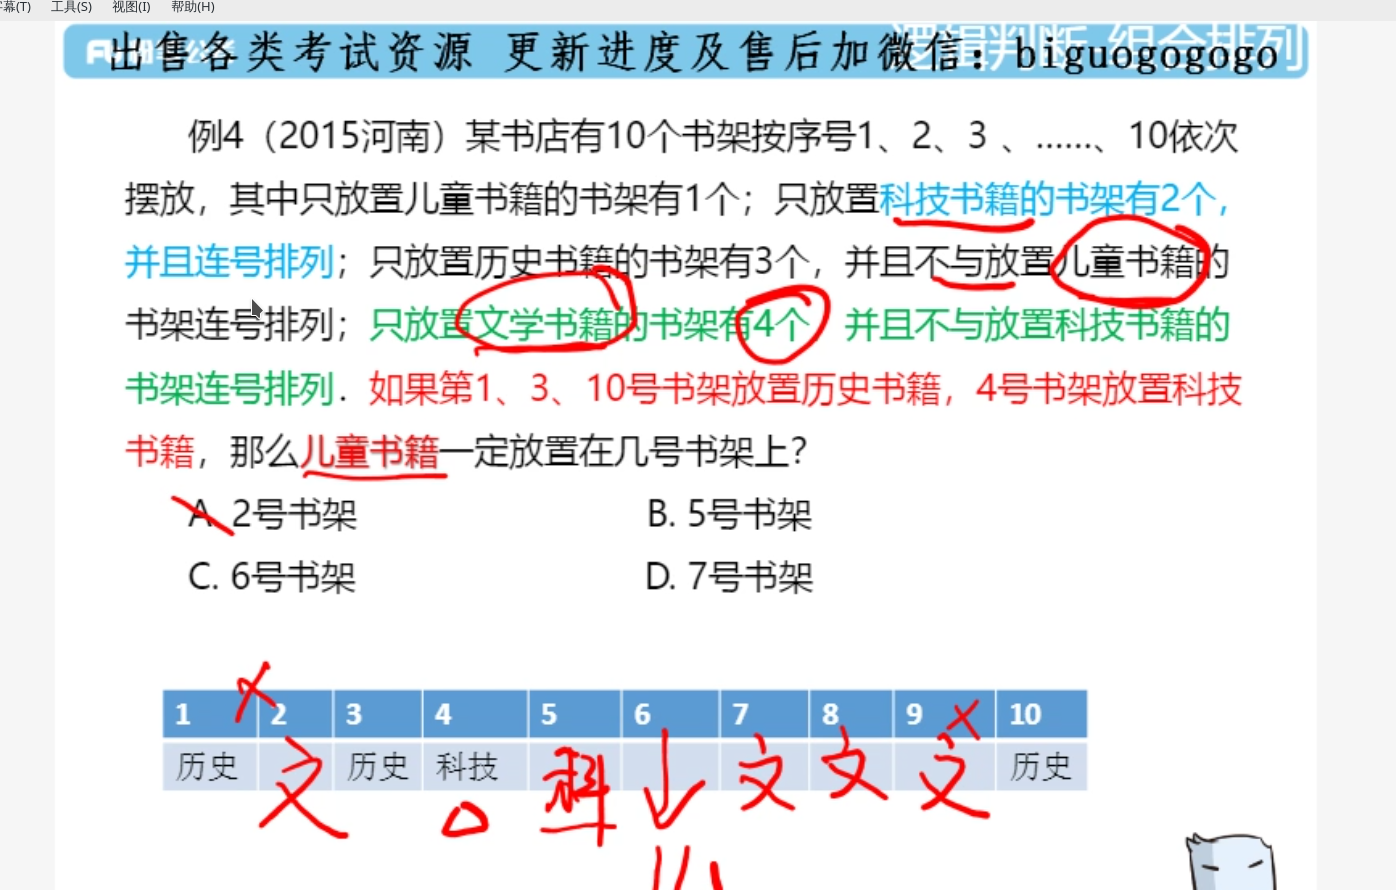 字幕(T) 工具(S) 视图(I) 帮助(H)
逻辑判断-组合排列
出售各类考试资源 更新进度及售后加微信：biguogogogo
例4（2015河南）某书店有10个书架按序号1、2、3 、……、10依次
摆放，其中只放置儿童书籍的书架有1个；只放置科技书籍的书架有2个，
并且连号排列；只放置历史书籍的书架有3个，并且不与放置儿童书籍的
书架连号排列；只放置文学书籍的书架有4个，并且不与放置科技书籍的
书架连号排列．如果第1、3、10号书架放置历史书籍，4号书架放置科技
书籍，那么儿童书籍一定放置在几号书架上？
A. 2号书架 B. 5号书架
C. 6号书架 D. 7号书架
1 2 3 4 5 6 7 8 9 10
历史 文 历史 科技 科 文 文 文 历史